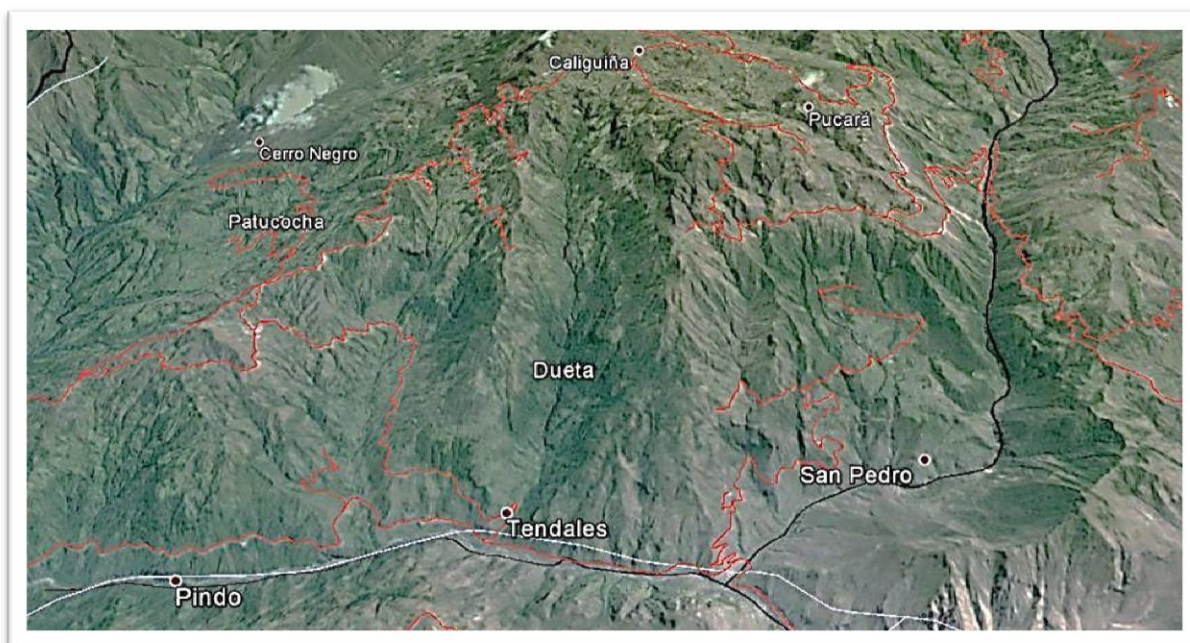 Caliguiña
Pucará
Cerro Negro
Patucocha
Dueta
San Pedro
Tendales
Pindo